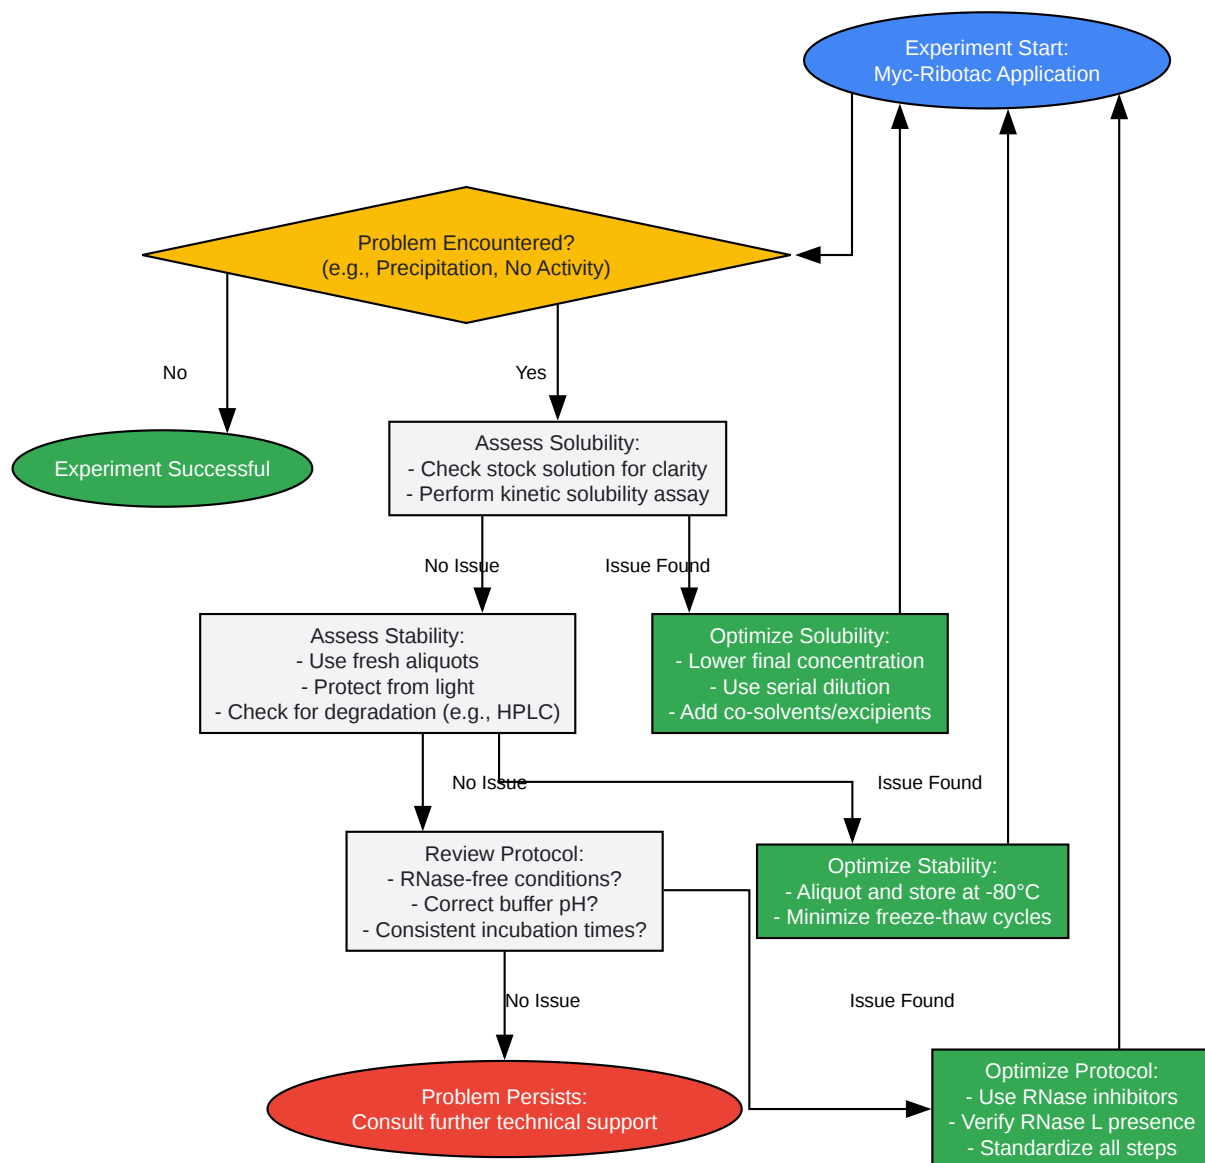 Experiment Start:
Myc-Ribotac Application
Problem Encountered?
(e.g., Precipitation, No Activity)
No
Yes
Experiment Successful
Assess Solubility:
- Check stock solution for clarity
- Perform kinetic solubility assay
No Issue
Issue Found
Assess Stability:
- Use fresh aliquots
- Protect from light
- Check for degradation (e.g., HPLC)
Optimize Solubility:
- Lower final concentration
- Use serial dilution
- Add co-solvents/excipients
No Issue
Issue Found
Review Protocol:
- RNase-free conditions?
- Correct buffer pH?
- Consistent incubation times?
Optimize Stability:
- Aliquot and store at -80°C
- Minimize freeze-thaw cycles
No Issue
Issue Found
Problem Persists:
Consult further technical support
Optimize Protocol:
- Use RNase inhibitors
- Verify RNase L presence
- Standardize all steps